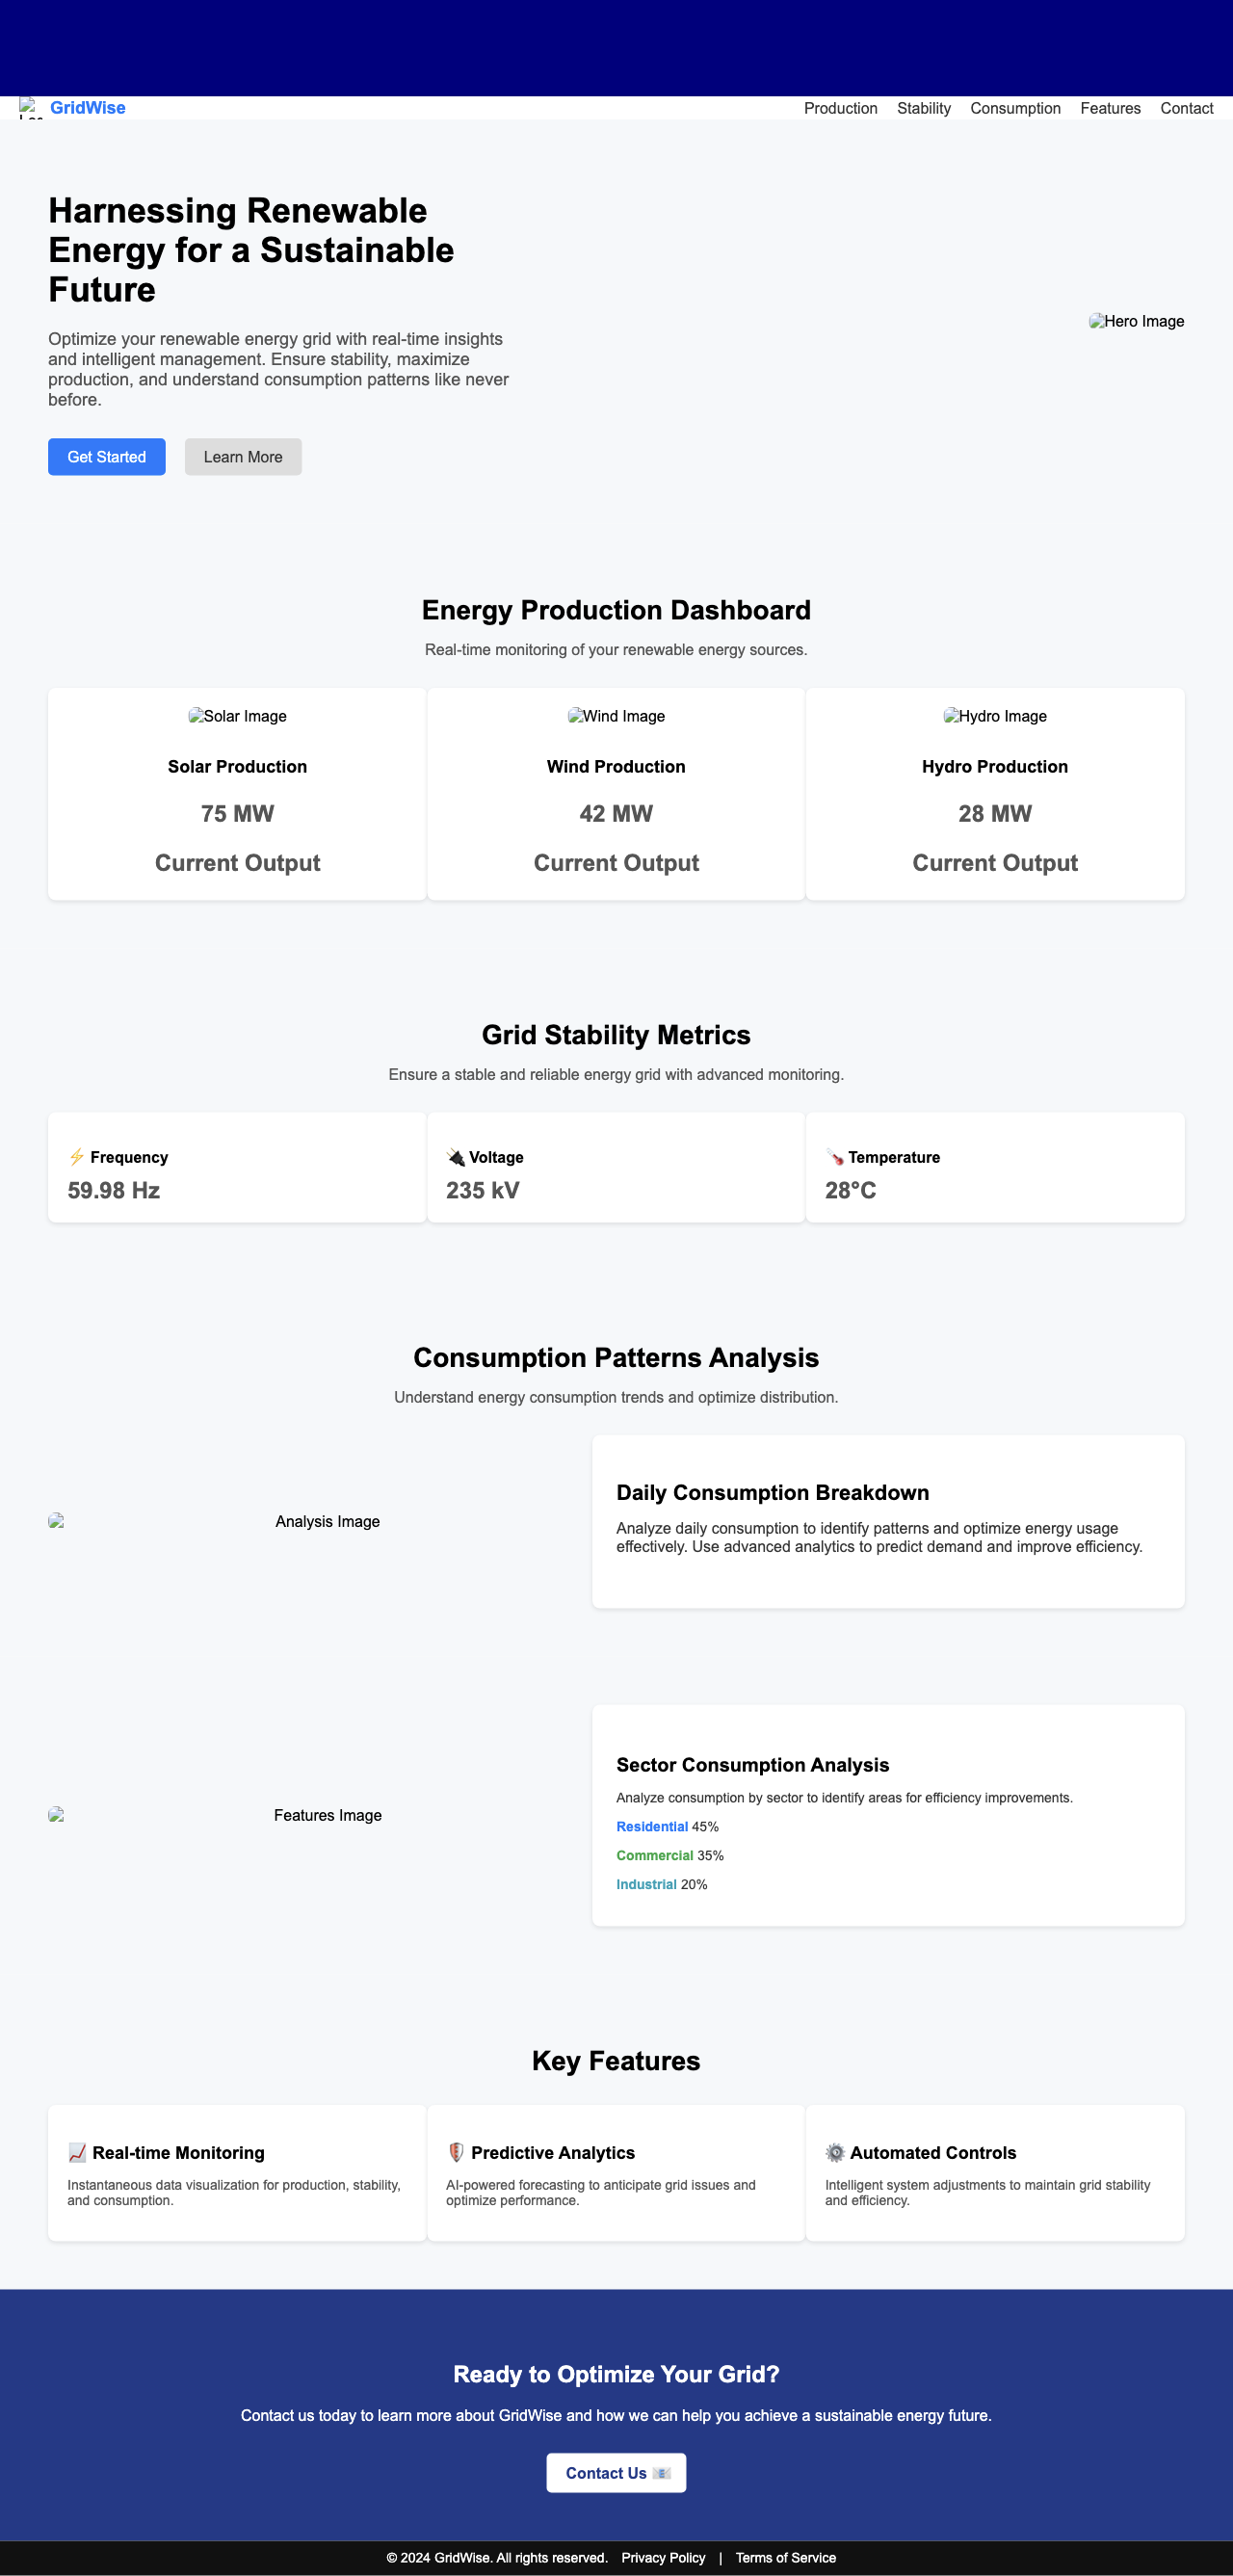 GridWise
Production Stability Consumption Features Contact
Harnessing Renewable
Energy for a Sustainable
Future
Optimize your renewable energy grid with real-time insights
and intelligent management. Ensure stability, maximize
production, and understand consumption patterns like never
before.
Hero Image
Get Started Learn More
Energy Production Dashboard
Real-time monitoring of your renewable energy sources.
Solar Image
Solar Production
75 MW
Current Output
Wind Image
Wind Production
42 MW
Current Output
Hydro Image
Hydro Production
28 MW
Current Output
Grid Stability Metrics
Ensure a stable and reliable energy grid with advanced monitoring.
⚡ Frequency
59.98 Hz
🔌 Voltage
235 kV
🌡️ Temperature
28°C
Consumption Patterns Analysis
Understand energy consumption trends and optimize distribution.
Analysis Image
Daily Consumption Breakdown
Analyze daily consumption to identify patterns and optimize energy usage
effectively. Use advanced analytics to predict demand and improve efficiency.
Features Image
Sector Consumption Analysis
Analyze consumption by sector to identify areas for efficiency improvements.
Residential 45%
Commercial 35%
Industrial 20%
Key Features
📈 Real-time Monitoring
Instantaneous data visualization for production, stability,
and consumption.
🛡️ Predictive Analytics
AI-powered forecasting to anticipate grid issues and
optimize performance.
⚙️ Automated Controls
Intelligent system adjustments to maintain grid stability
and efficiency.
Ready to Optimize Your Grid?
Contact us today to learn more about GridWise and how we can help you achieve a sustainable energy future.
Contact Us 📧
© 2024 GridWise. All rights reserved. Privacy Policy | Terms of Service